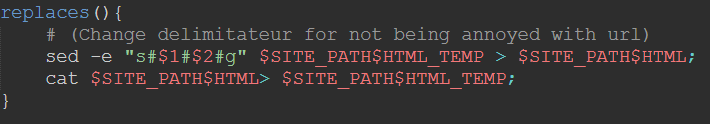 replaces(){
# (Change delimitateur for not being annoyed with url)
sed -e "s#$1#$2#g" $SITE_PATH$HTML_TEMP > $SITE_PATH$HTML;
cat $SITE_PATH$HTML> $SITE_PATH$HTML_TEMP;
}